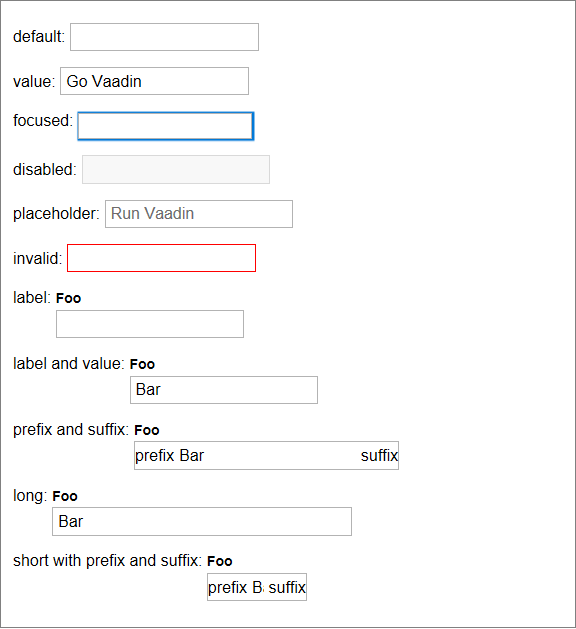 default:
value: Go Vaadin
focused:
disabled:
placeholder: Run Vaadin
invalid:
label: Foo
label and value: Foo
Bar
prefix and suffix: Foo
prefix Bar suffix
long: Foo
Bar
short with prefix and suffix: Foo
prefix B suffix